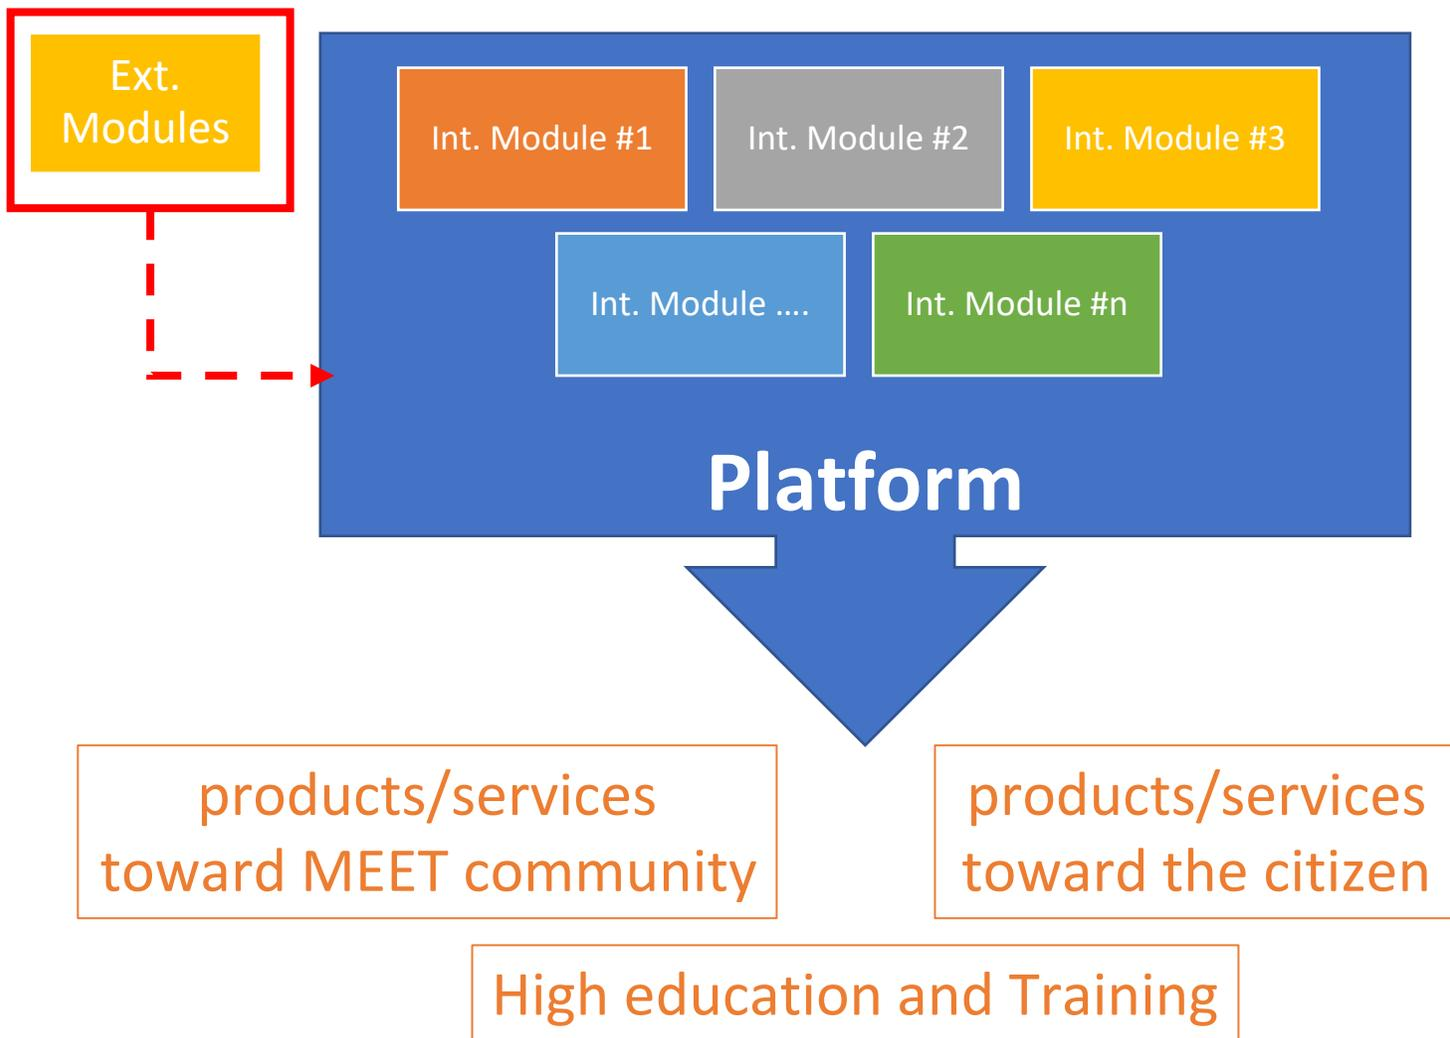 Ext.
Modules
Int. Module #1
Int. Module #2
Int. Module #3
Int. Module ....
Int. Module #n
Platform
products/services
toward MEET community
products/services
toward the citizen
High education and Training